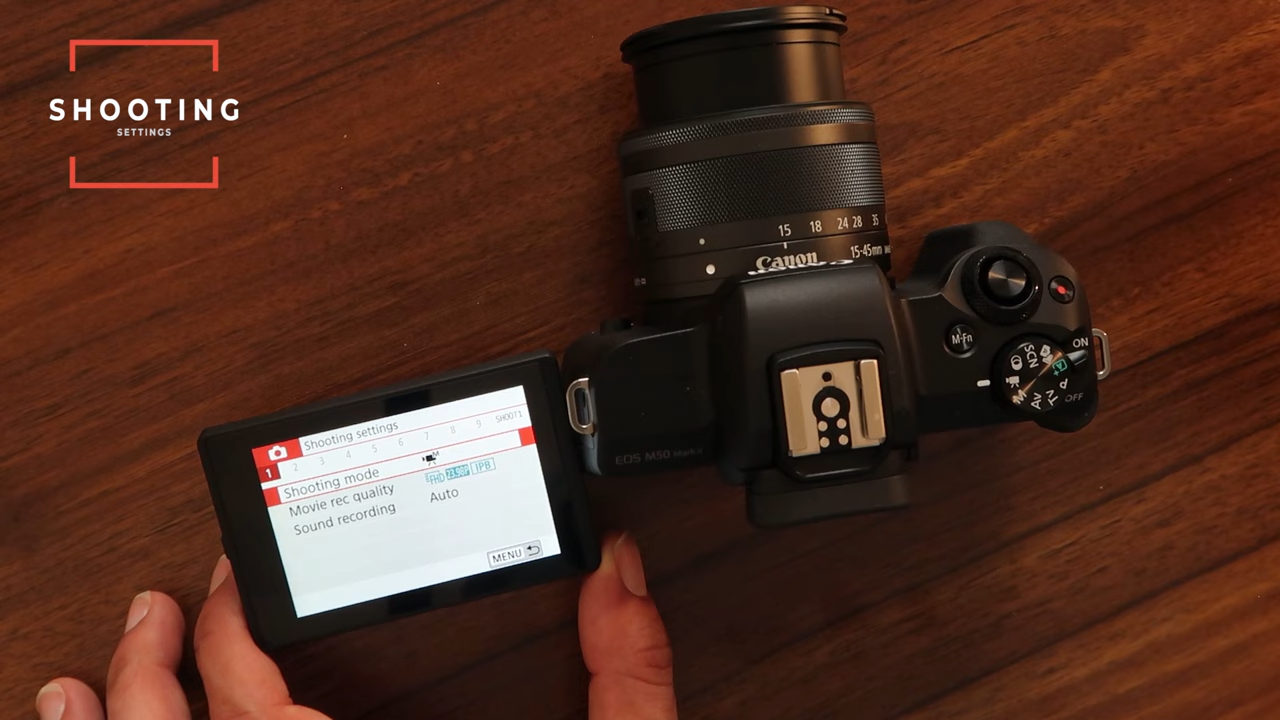 SHOOTING
SETTINGS
15 18 24 28 35
Canon 15-45mm
M-Fn
ON
OFF
SCN
M Av Tv P
A+
EOS M50 Mark II
Shooting settings
1 2 3 4 5 6 7 8 9 SHOOT1
Shooting mode M
Movie rec quality FHD 23.98P IPB
Sound recording Auto
MENU